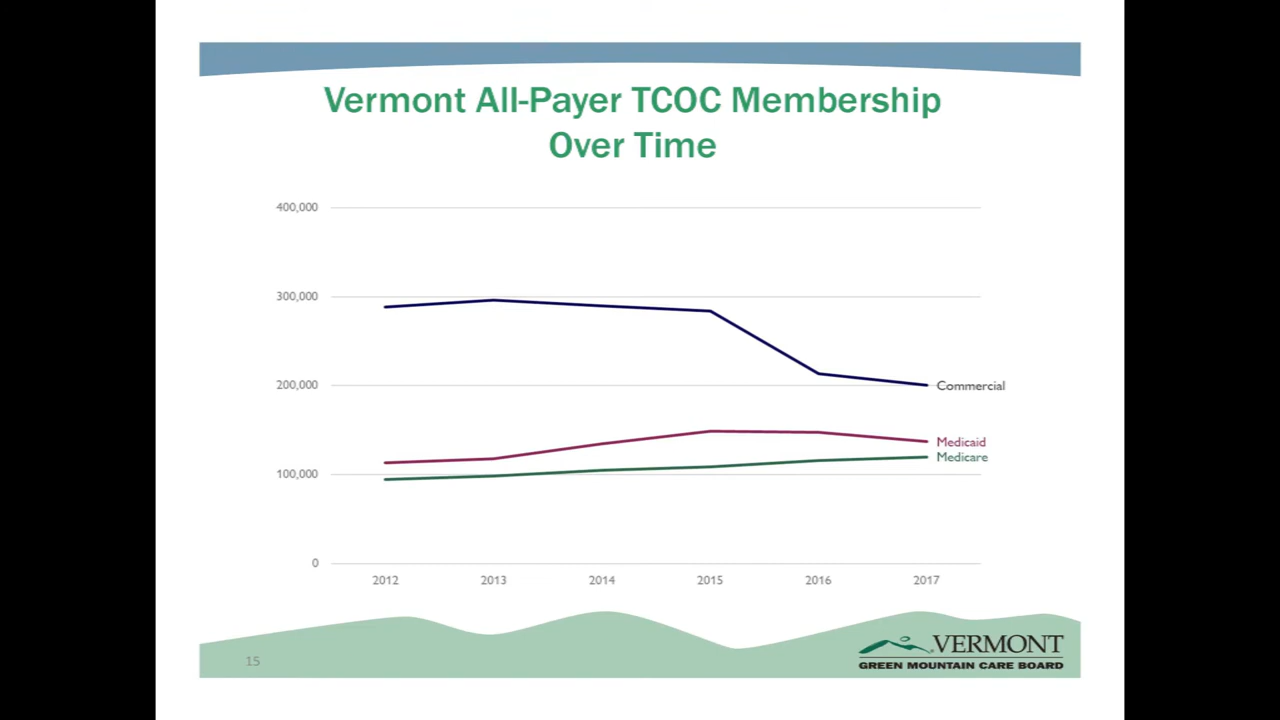 Vermont All-Payer TCOC Membership
Over Time
400,000
300,000
200,000
100,000
0
Commercial
Medicaid
Medicare
2012 2013 2014 2015 2016 2017
15
VERMONT
GREEN MOUNTAIN CARE BOARD